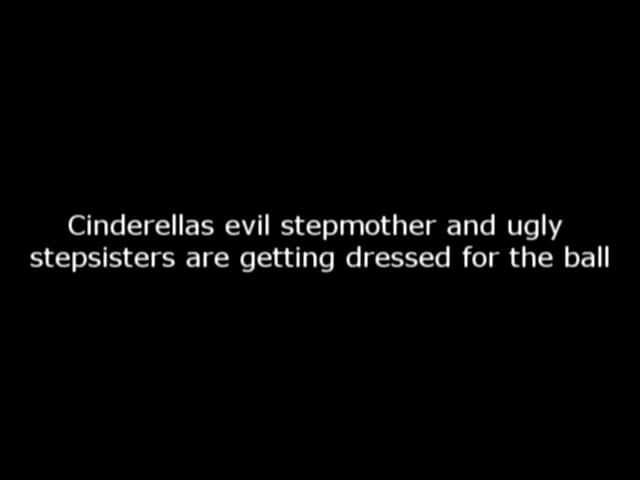 Cinderellas evil stepmother and ugly
stepsisters are getting dressed for the ball